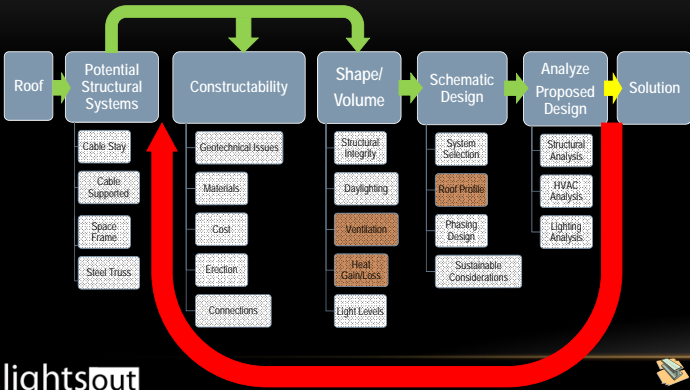 Roof
Potential
Structural
Systems
Constructability
Shape/
Volume
Schematic
Design
Analyze
Proposed
Design
Solution
Cable Stay
Cable
Supported
Space
Frame
Steel Truss
Geotechnical Issues
Materials
Cost
Erection
Connections
Structural
Integrity
Daylighting
Ventilation
Heat
Gain/Loss
Light Levels
System
Selection
Roof Profile
Phasing
Design
Sustainable
Considerations
Structural
Analysis
HVAC
Analysis
Lighting
Analysis
lightsout